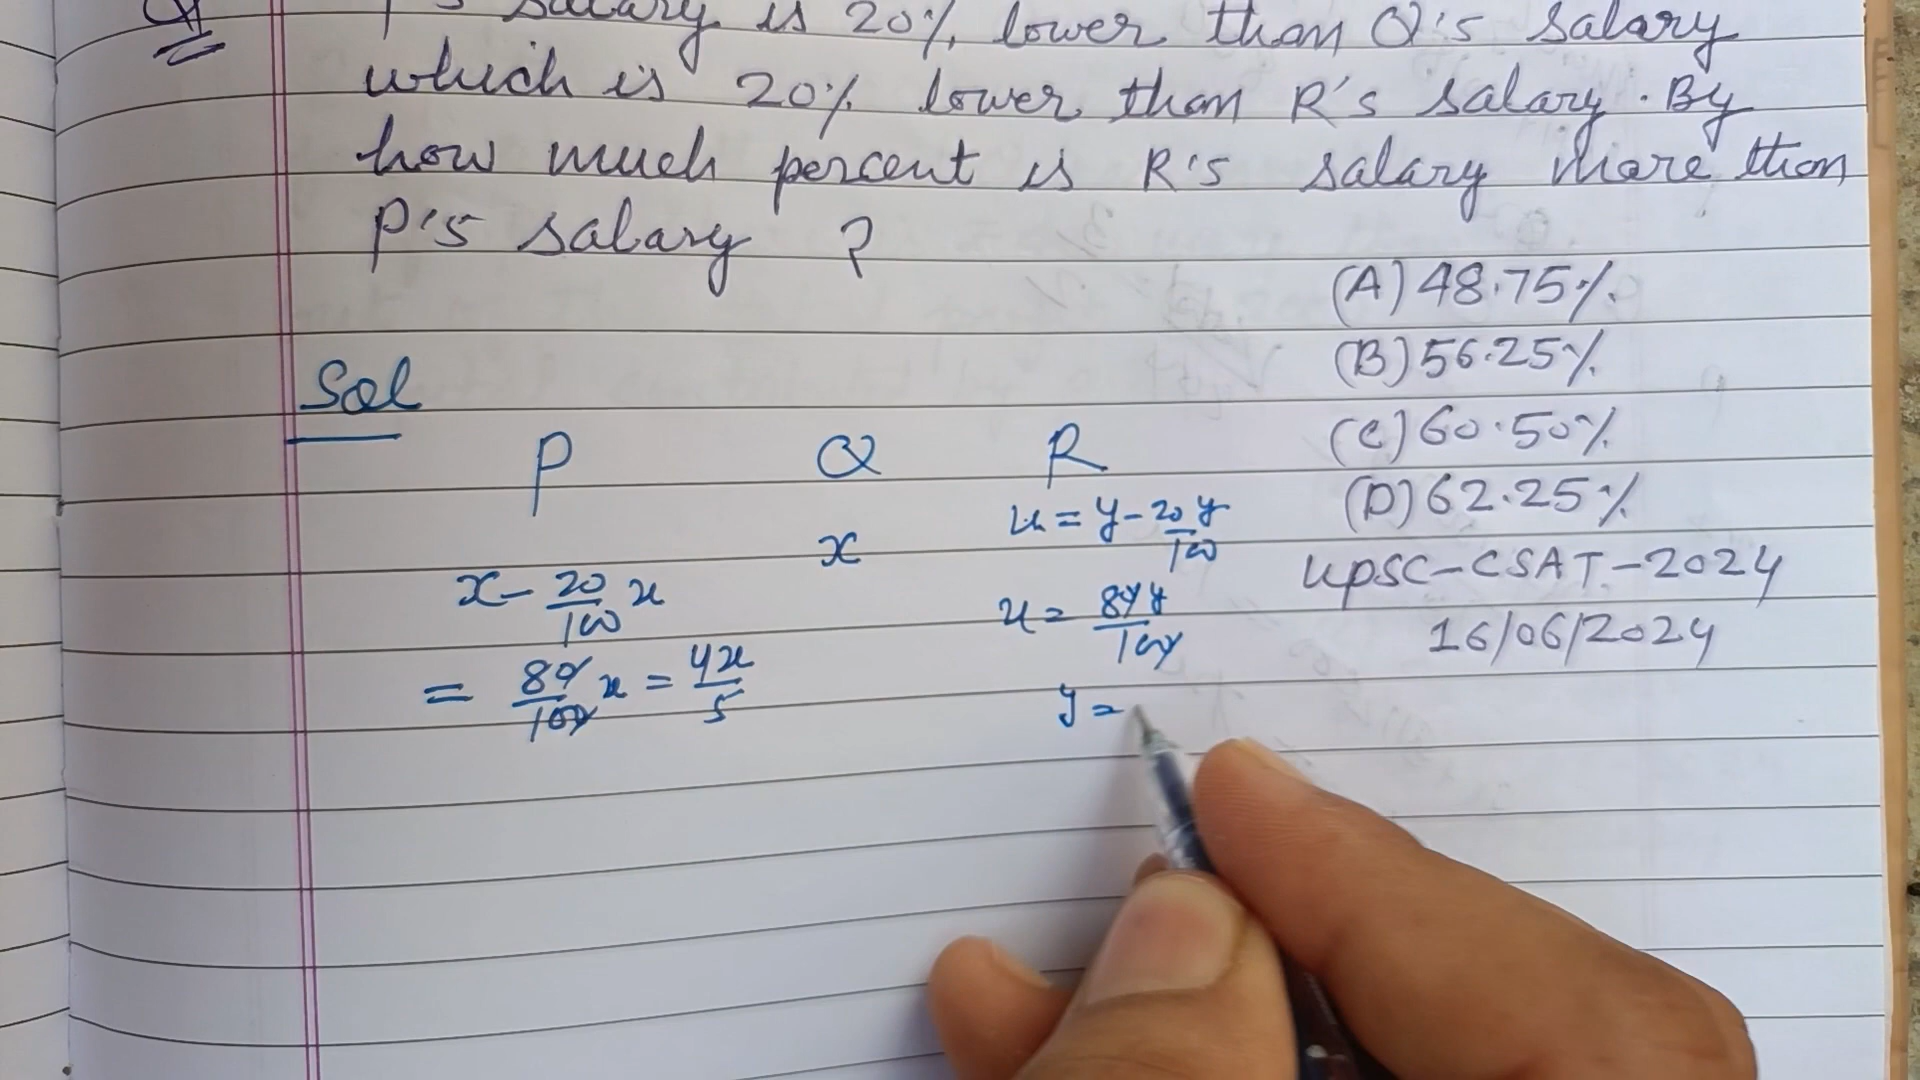 Q P's salary is 20% lower than Q's salary
which is 20% lower than R's salary. By
how much percent is R's salary more than
P's salary ?
(A) 48.75%
(B) 56.25%
(C) 60.50%
(D) 62.25%
UPSC-CSAT-2024
16/06/2024
Sol
P Q R
x - 20/100 x
= 80/100 x = 4x/5
x
x = y - 20y/100
x = 80y/100
y =